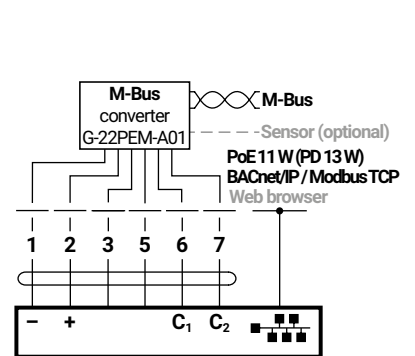 M-Bus
converter
G-22PEM-A01
M-Bus
Sensor (optional)
PoE 11 W (PD 13 W)
BACnet/IP / Modbus TCP
Web browser
1 2 3 5 6 7
– + C₁ C₂